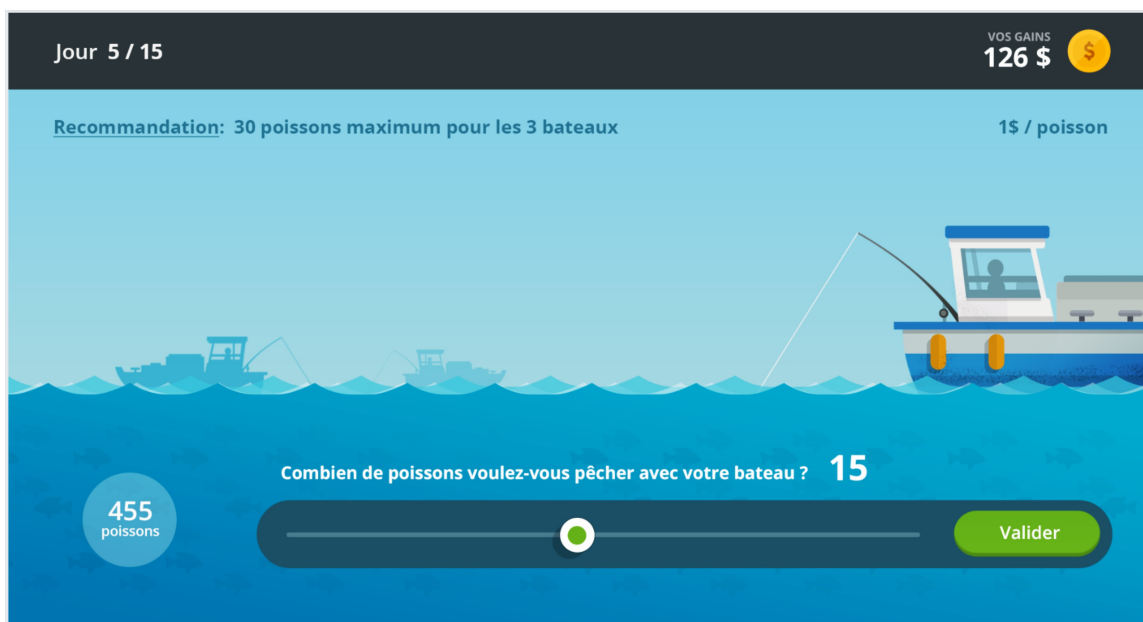 Jour 5 / 15
VOS GAINS
126 $
$
Recommandation: 30 poissons maximum pour les 3 bateaux
1$ / poisson
Combien de poissons voulez-vous pêcher avec votre bateau ? 15
455
poissons
Valider